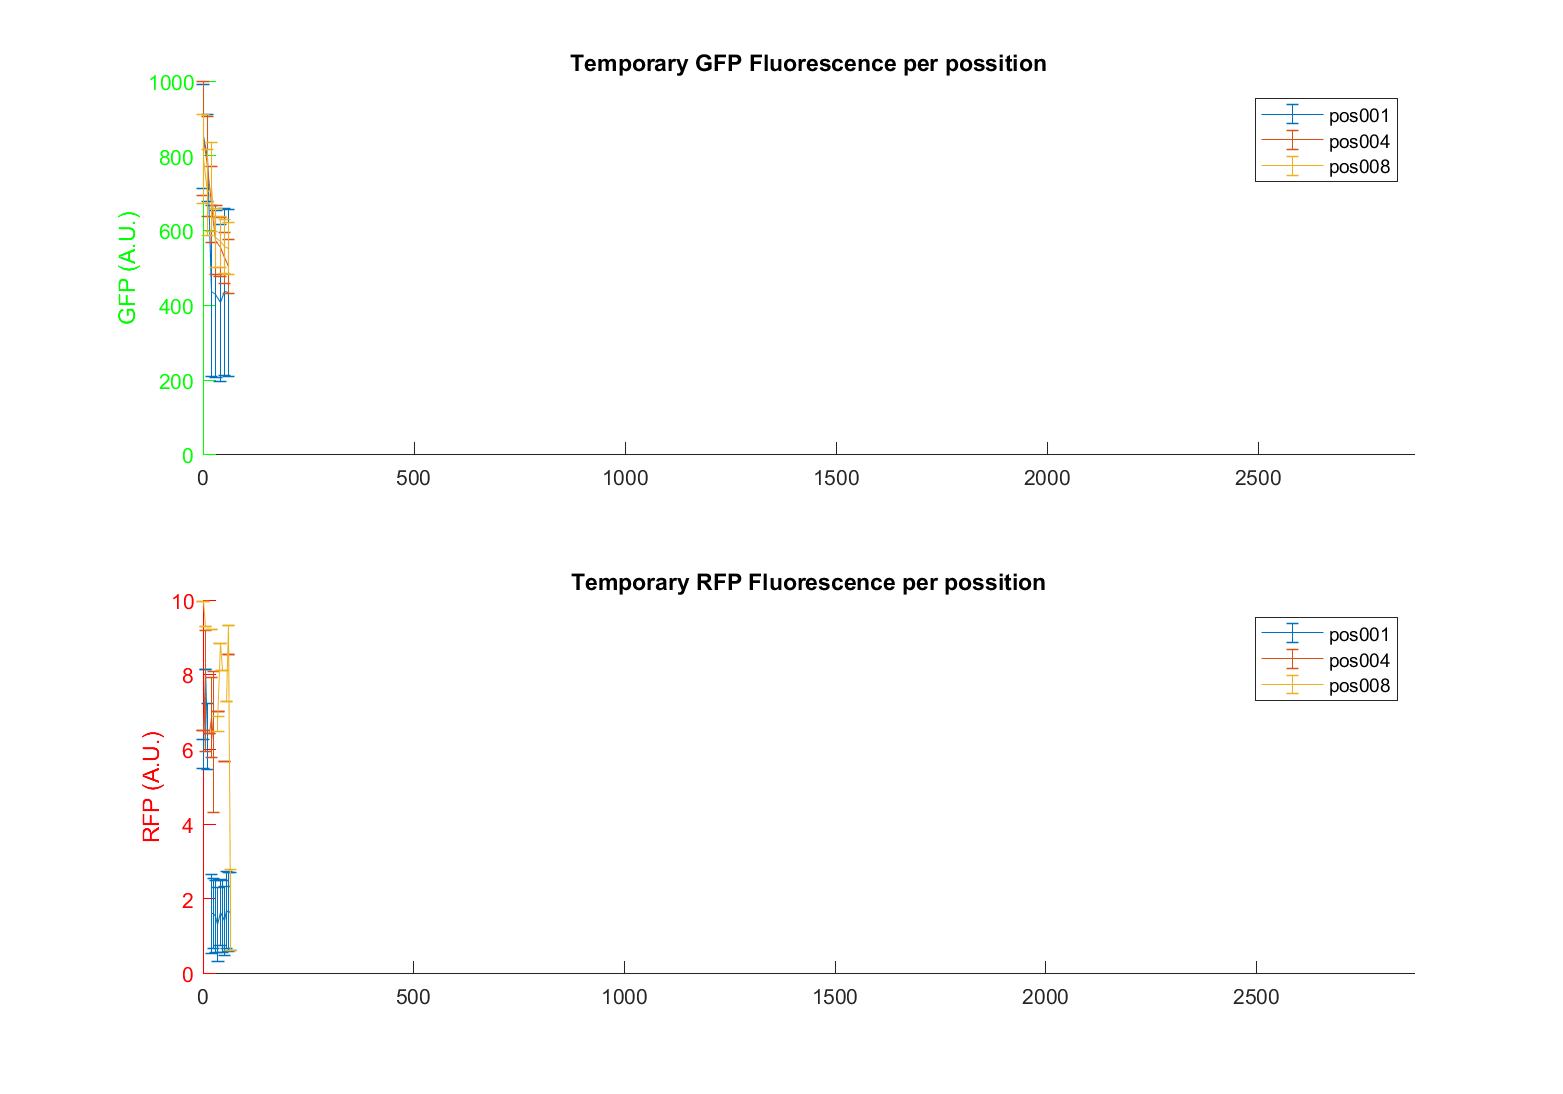 Temporary GFP Fluorescence per possition
1000
800
600
400
200
0
GFP (A.U.)
0 500 1000 1500 2000 2500
pos001
pos004
pos008
Temporary RFP Fluorescence per possition
10
8
6
4
2
0
RFP (A.U.)
0 500 1000 1500 2000 2500
pos001
pos004
pos008